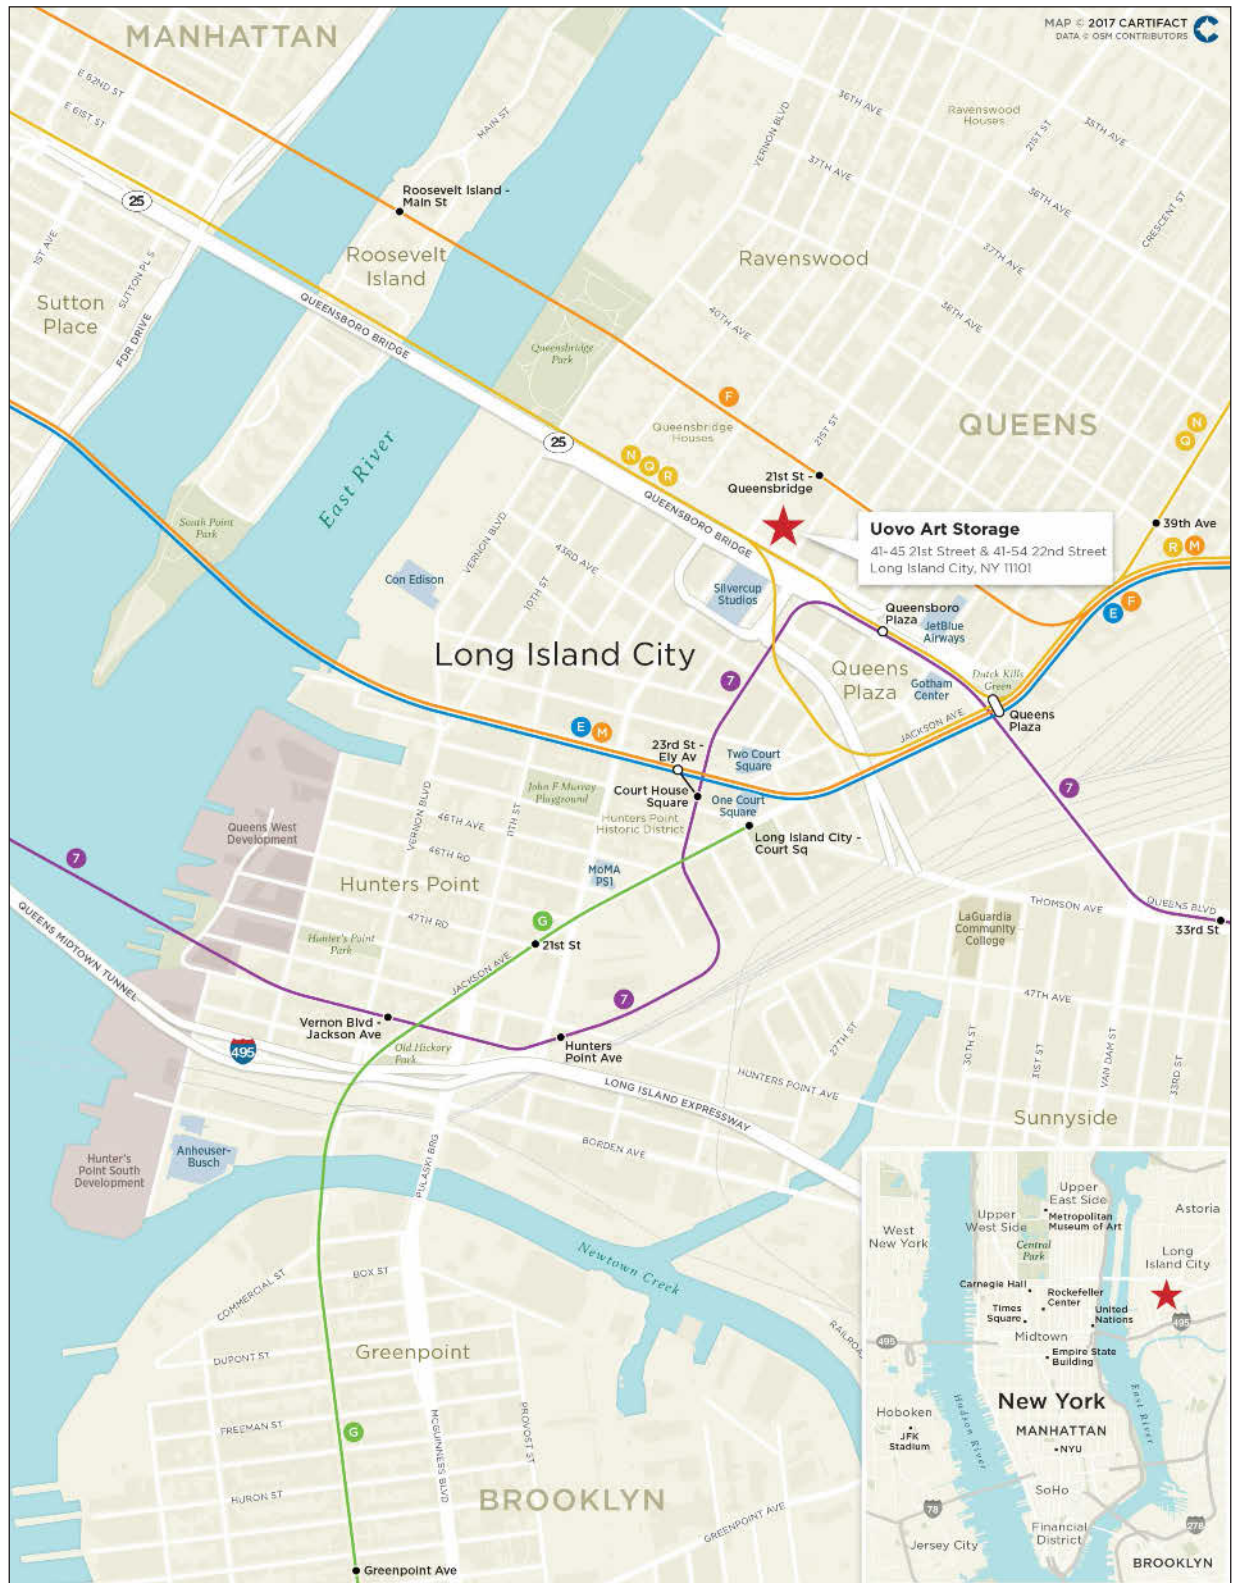 MAP © 2017 CARTIFACT
DATA © OSM CONTRIBUTORS
MANHATTAN
E 62ND ST
E 61ST ST
MAIN ST
VERNON BLVD
36TH AVE
Ravenswood
Houses
21ST ST
35TH AVE
37TH AVE
36TH AVE
CRESCENT ST
25
Roosevelt Island -
Main St
1ST AVE
SUTTON PL S
Roosevelt
Island
Ravenswood
37TH AVE
Sutton
Place
FDR DRIVE
QUEENSBORO BRIDGE
40TH AVE
38TH AVE
Queensbridge
Park
F
QUEENS
N
Q
Queensbridge
Houses
21ST ST
25
N
Q
R
East River
21st St -
Queensbridge
QUEENSBORO BRIDGE
South Point
Park
VERNON BLVD
43RD AVE
10TH ST
Uovo Art Storage
41-45 21st Street & 41-54 22nd Street
Long Island City, NY 11101
39th Ave
R
M
Con Edison
Silvercup
Studios
Queensboro
Plaza
JetBlue
Airways
E
F
Long Island City
Queens
Plaza
Dutch Kills
Green
Gotham
Center
7
JACKSON AVE
Queens
Plaza
E
M
23rd St -
Ely Av
Two Court
Square
VERNON BLVD
11TH ST
John F Murray
Playground
Court House
Square
One Court
Square
7
46TH AVE
Hunters Point
Historic District
Queens West
Development
46TH RD
Long Island City -
Court Sq
7
MoMA
PS1
Hunters Point
47TH RD
THOMSON AVE
QUEENS BLVD
33rd St
LaGuardia
Community
College
QUEENS MIDTOWN TUNNEL
Hunter's Point
Park
G
21st St
JACKSON AVE
47TH AVE
7
Vernon Blvd -
Jackson Ave
495
Old Hickory
Park
Hunters
Point Ave
27TH ST
30TH ST
31ST ST
VAN DAM ST
33RD ST
LONG ISLAND EXPRESSWAY
HUNTERS POINT AVE
Sunnyside
BORDEN AVE
Hunter's
Point South
Development
Anheuser-
Busch
PULASKI BRG
Newtown Creek
COMMERCIAL ST
BOX ST
RAILROA
DUPONT ST
Greenpoint
FREEMAN ST
G
MCGUINNESS BLVD
PROVOST ST
HURON ST
BROOKLYN
GREENPOINT AVE
Greenpoint Ave
Upper
East Side
Upper
West Side
Metropolitan
Museum of Art
Astoria
West
New York
Central
Park
Long
Island City
Carnegie Hall
Rockefeller
Center
Times
Square
United
Nations
495
495
Midtown
Empire State
Building
New York
East River
Hudson River
Hoboken
JFK
Stadium
MANHATTAN
NYU
SoHo
78
278
Financial
District
Jersey City
BROOKLYN